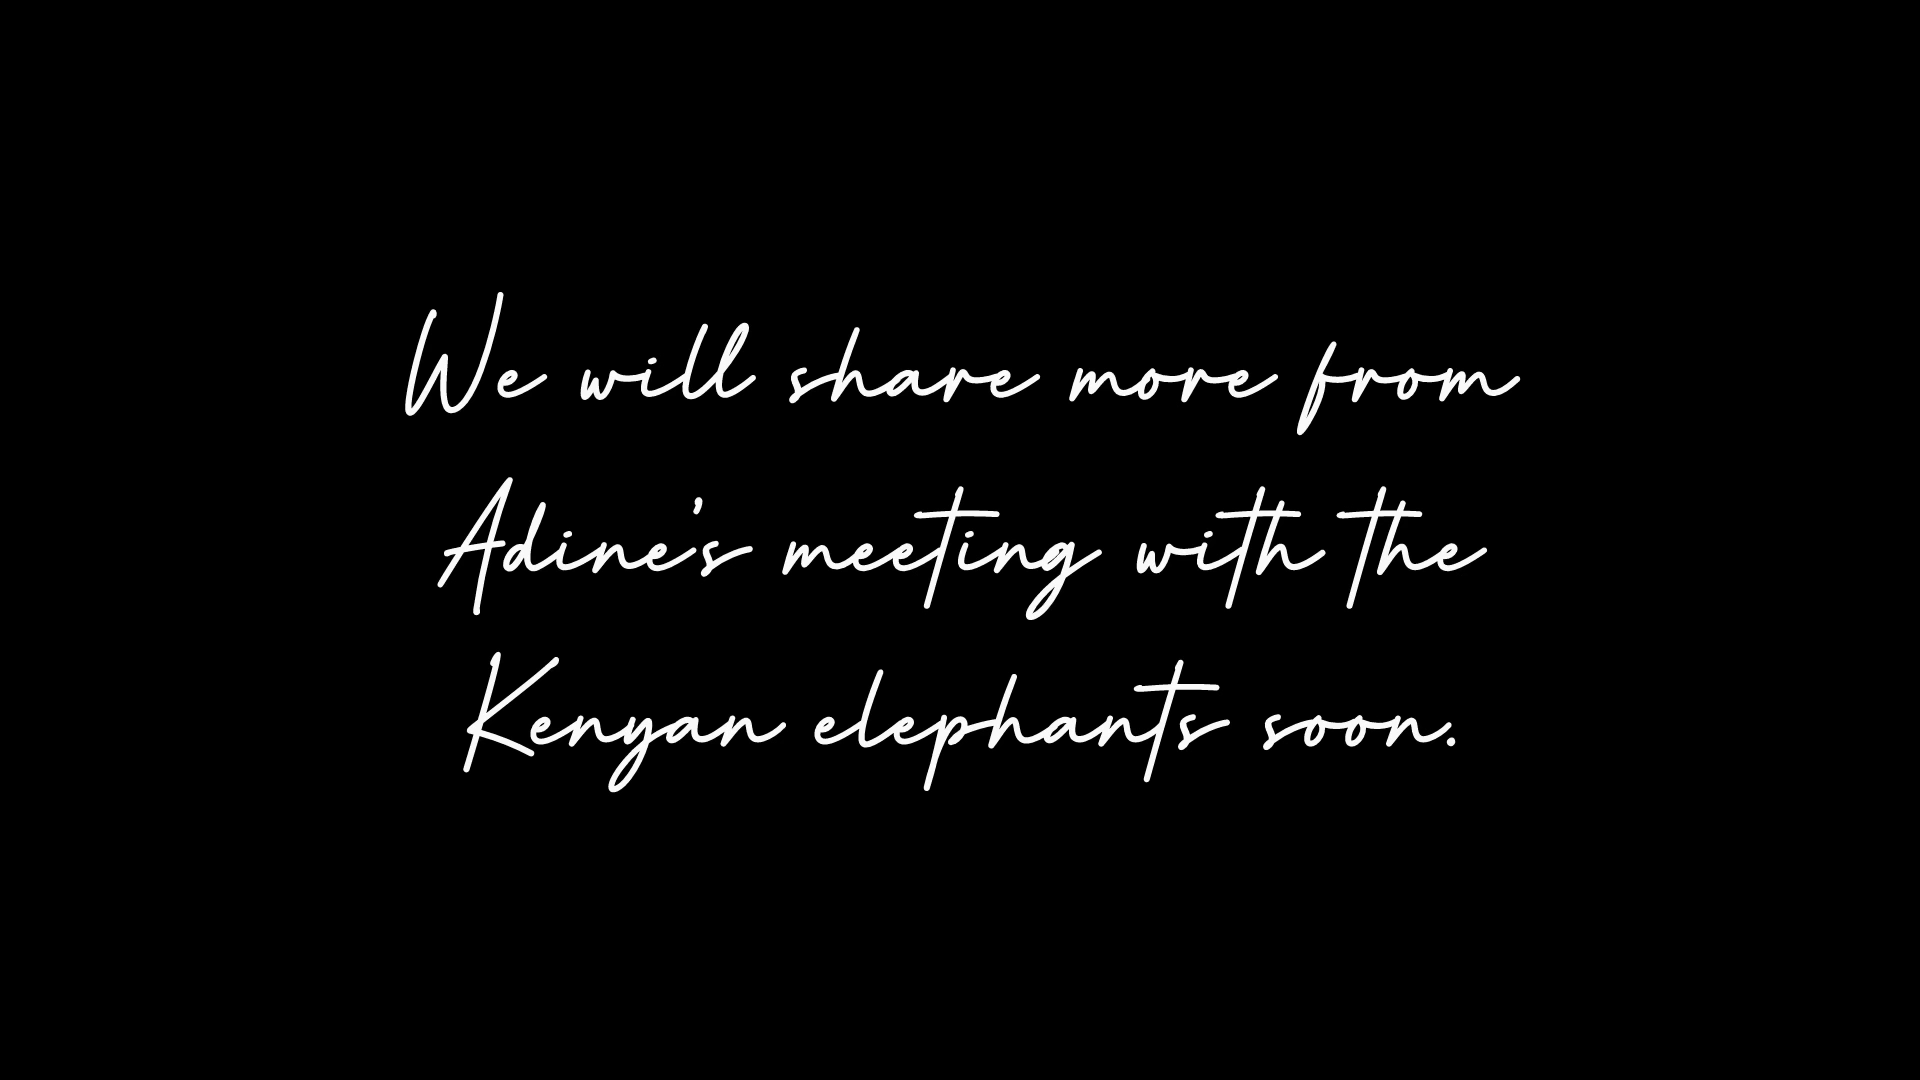 We will share more from
Adine's meeting with the
Kenyan elephants soon.